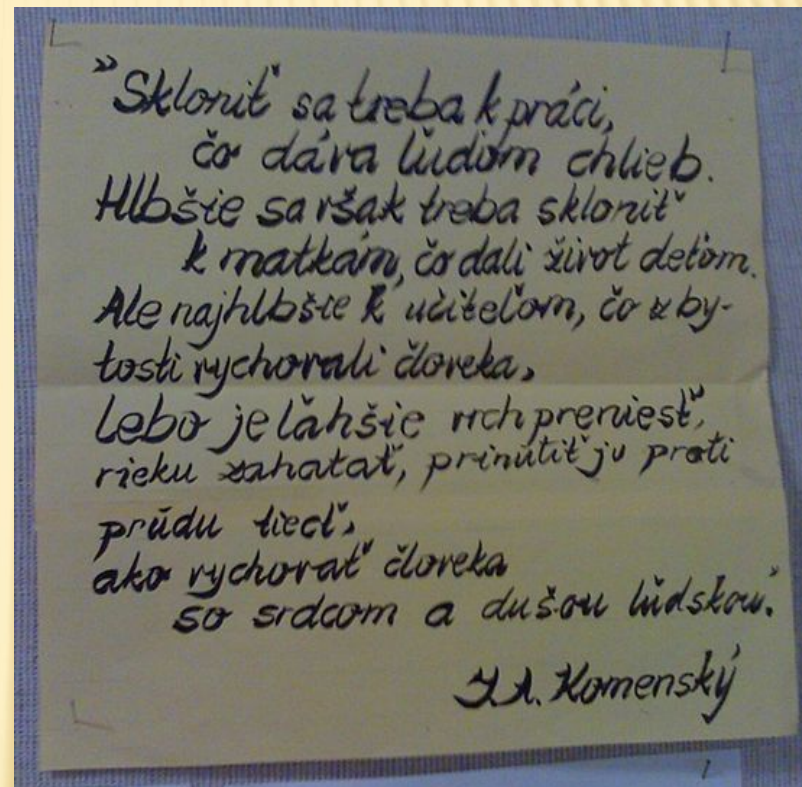 "Skloniť sa treba k práci,
čo dáva ľuďom chlieb.
Hlbšie sa však treba skloniť
k matkám, čo dali život deťom.
Ale najhlbšie k učiteľom, čo z by-
tosti vychovali človeka,
lebo je ľahšie vrch preniesť,
rieku zahatať, prinútiť ju proti
prúdu tiecť,
ako vychovať človeka
so srdcom a dušou ľudskou."
J. A. Komenský